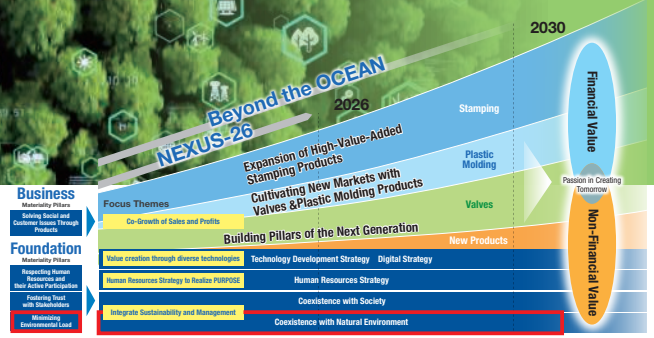 2030
Beyond the OCEAN
2026
NEXUS-26
Stamping
Expansion of High-Value-Added
Stamping Products
Plastic
Molding
Cultivating New Markets with
Valves &Plastic Molding Products
Valves
Building Pillars of the Next Generation
New Products
Financial Value
Passion in Creating
Tomorrow
Non-Financial Value
Business
Materiality Pillars
Solving Social and
Customer Issues Through
Products
Focus Themes
Co-Growth of Sales and Profits
Foundation
Materiality Pillars
Respecting Human
Resources and
their Active Participation
Fostering Trust
with Stakeholders
Minimizing
Environmental Load
Value creation through diverse technologies
Technology Development Strategy Digital Strategy
Human Resources Strategy to Realize PURPOSE
Human Resources Strategy
Integrate Sustainability and Management
Coexistence with Society
Coexistence with Natural Environment